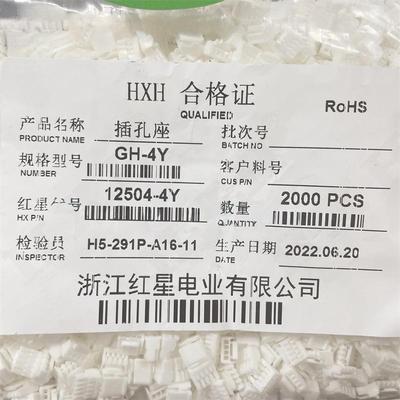 HXH 合格证
QUALIFIED
RoHS
产品名称 插孔座 批次号
PRODUCT NAME BATCH NO
规格型号 GH-4Y 客户料号
NUMBER CUS P/N
红星 号 12504-4Y 数量 2000 PCS
HX P/N QUANTITY
检验员 H5-291P-A16-11 生产日期 2022.06.20
INSPECTOR DATE
浙江红星电业有限公司